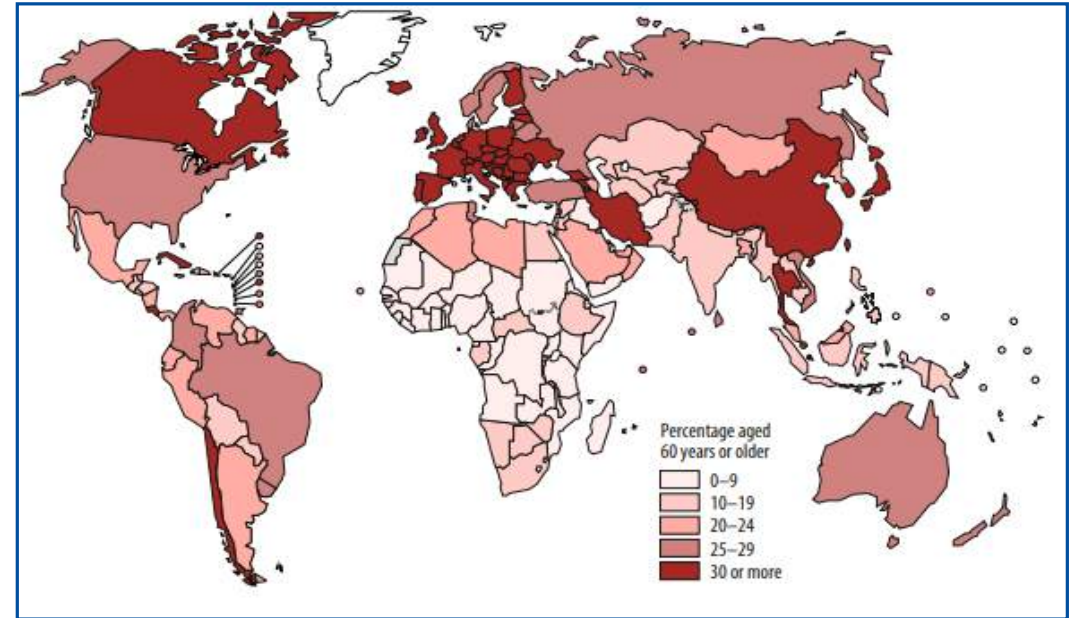 Percentage aged
60 years or older
0–9
10–19
20–24
25–29
30 or more